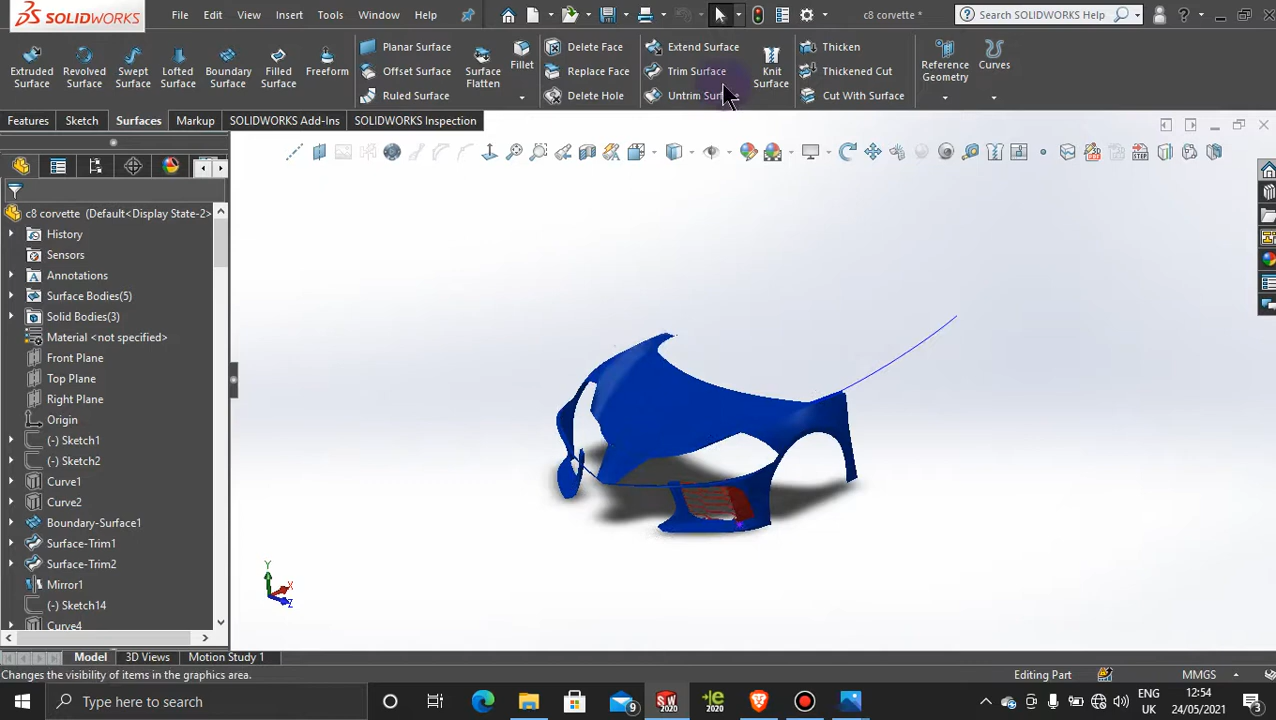 SOLIDWORKS File Edit View Insert Tools Window Help c8 corvette * Search SOLIDWORKS Help
Extruded Surface
Revolved Surface
Swept Surface
Lofted Surface
Boundary Surface
Filled Surface
Freeform
Planar Surface
Offset Surface
Ruled Surface
Surface Flatten
Fillet
Delete Face
Replace Face
Delete Hole
Extend Surface
Trim Surface
Untrim
Knit Surface
Thicken
Thickened Cut
Cut With Surface
Reference Geometry
Curves
Features Sketch Surfaces Markup SOLIDWORKS Add-Ins SOLIDWORKS Inspection
c8 corvette (Default<Display State-2>
History
Sensors
Annotations
Surface Bodies(5)
Solid Bodies(3)
Material <not specified>
Front Plane
Top Plane
Right Plane
Origin
(-) Sketch1
(-) Sketch2
Curve1
Curve2
Boundary-Surface1
Surface-Trim1
Surface-Trim2
Mirror1
(-) Sketch14
Curve4
Y
X
Z
Model 3D Views Motion Study 1
Changes the visibility of items in the graphics area. Editing Part MMGS
Type here to search 9 SW 2020 e 2020 ENG UK 12:54 24/05/2021 3